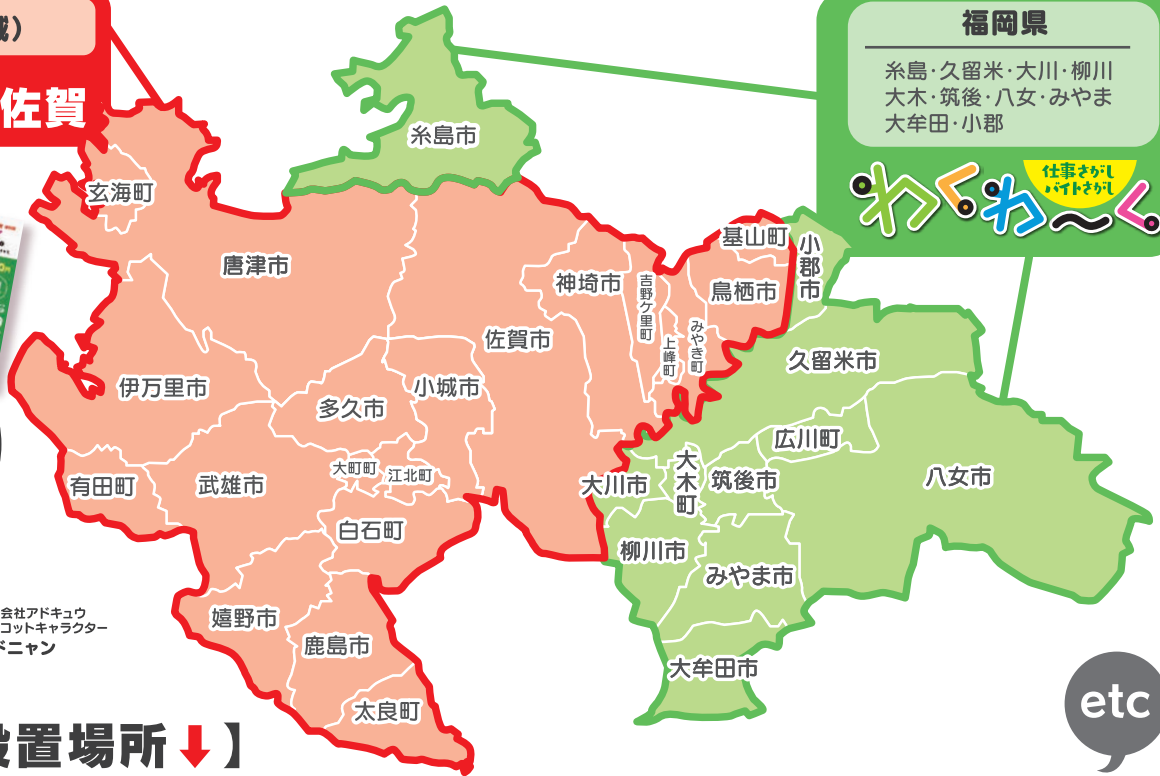 域)
佐賀
福岡県
糸島・久留米・大川・柳川
大木・筑後・八女・みやま
大牟田・小郡
仕事さがし
バイトさがし
わくわ〜く
糸島市
玄海町
唐津市
基山町
小郡市
神埼市
吉野ケ里町
鳥栖市
佐賀市
上峰町
みやき町
久留米市
伊万里市
多久市
小城市
広川町
大町町
江北町
有田町
武雄市
大川市
大木町
筑後市
八女市
白石町
柳川市
みやま市
嬉野市
鹿島市
大牟田市
太良町
会社アドキュウ
コットキャラクター
ドニャン
etc
設置場所↓】